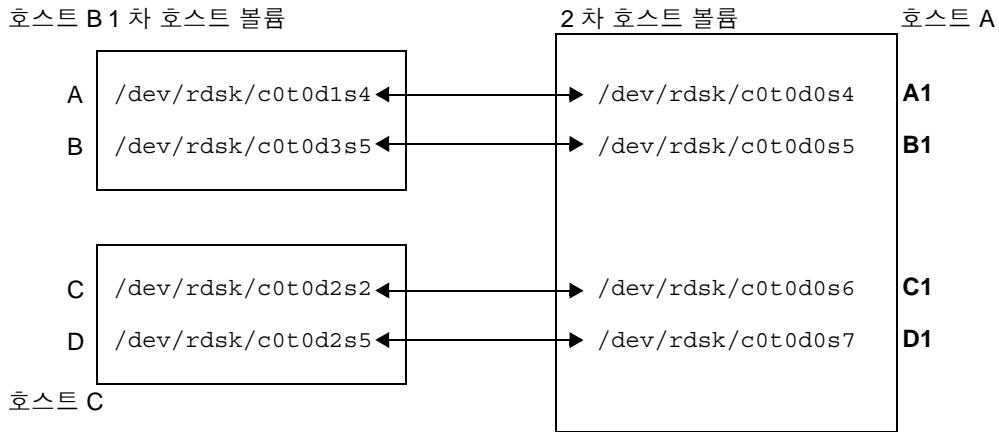 호스트 B 1 차 호스트 볼륨 2 차 호스트 볼륨 호스트 A
A /dev/rdsk/c0t0d1s4 /dev/rdsk/c0t0d0s4 A1
B /dev/rdsk/c0t0d3s5 /dev/rdsk/c0t0d0s5 B1
C /dev/rdsk/c0t0d2s2 /dev/rdsk/c0t0d0s6 C1
D /dev/rdsk/c0t0d2s5 /dev/rdsk/c0t0d0s7 D1
호스트 C